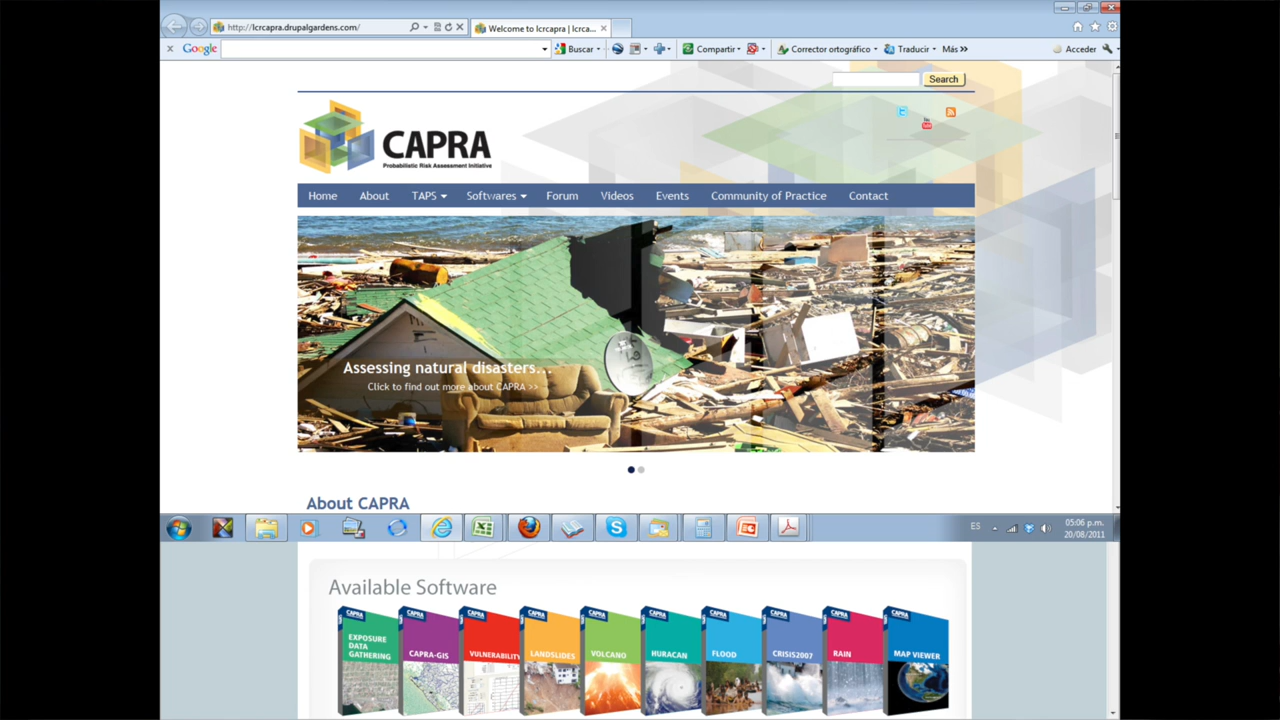 http://lcrcapra.drupalgardens.com/
Welcome to lcrcapra | lcrca...
Google
Buscar
Compartir
Corrector ortográfico
Traducir
Más
Acceder
Search
CAPRA
Probabilistic Risk Assessment Initiative
You
Home
About
TAPS
Softwares
Forum
Videos
Events
Community of Practice
Contact
Assessing natural disasters...
Click to find out more about CAPRA >>
About CAPRA
ES
05:06 p.m.
20/08/2011
Available Software
CAPRA EXPOSURE DATA GATHERING
CAPRA CAPRA-GIS
CAPRA VULNERABILITY
CAPRA LANDSLIDES
CAPRA VOLCANO
CAPRA HURACAN
CAPRA FLOOD
CAPRA CRISIS2007
CAPRA RAIN
CAPRA MAP VIEWER